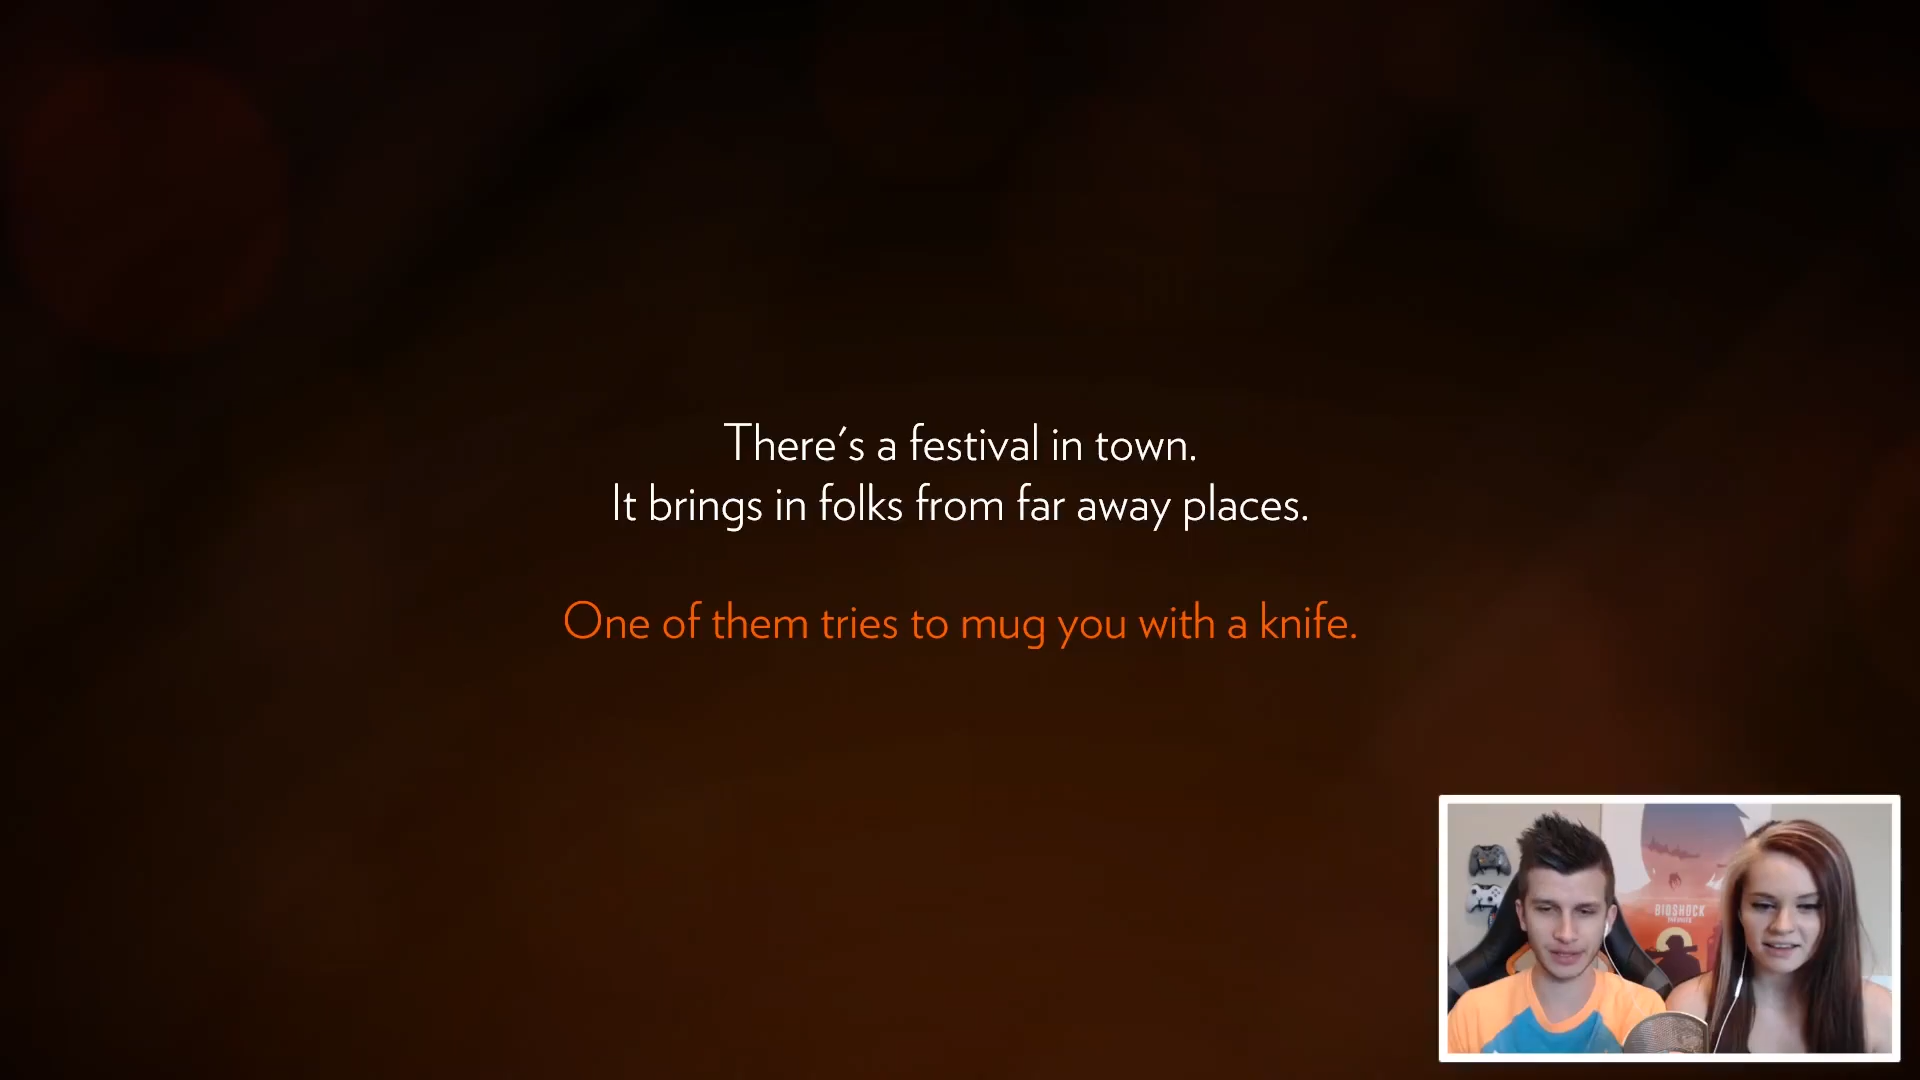 There's a festival in town.
It brings in folks from far away places.
One of them tries to mug you with a knife.
BIOSHOCK